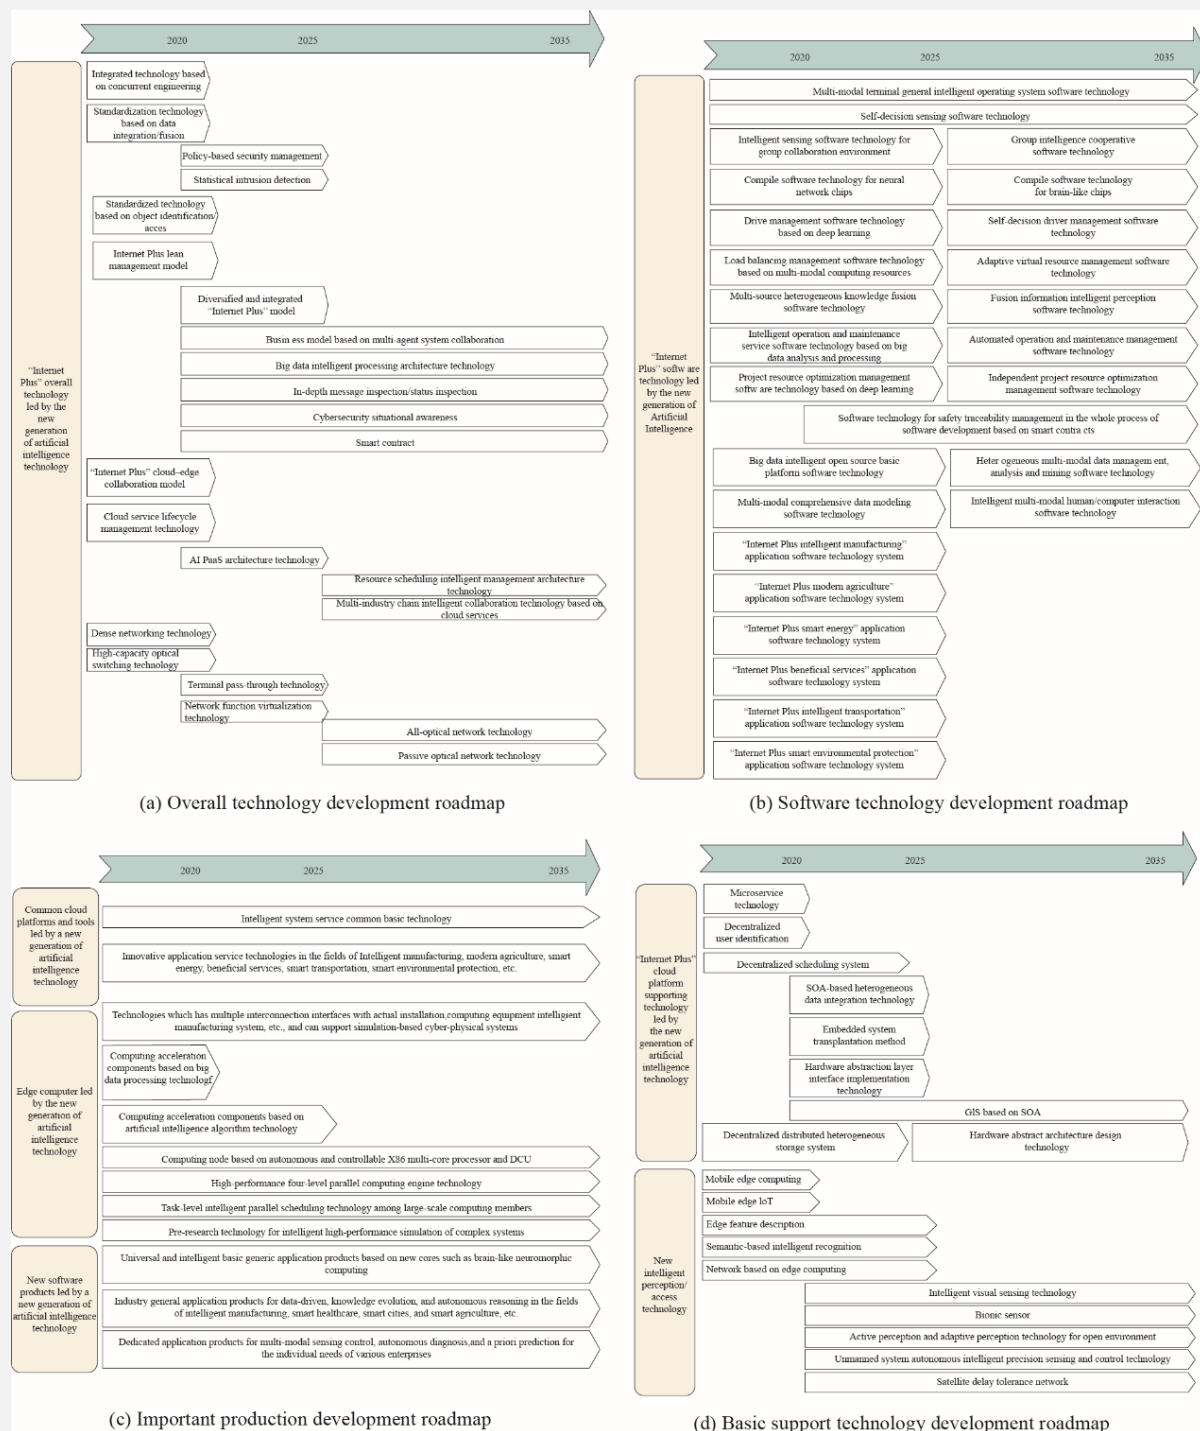 2020 2025 2035
“Internet
Plus” overall
technology
led by the
new
generation
of artificial
intelligence
technology
Integrated technology based
on concurrent engineering
Standardization technology
based on data
integration/fusion
Policy-based security management
Statistical intrusion detection
Standardized technology
based on object identification/
acces
Internet Plus lean
management model
Diversified and integrated
“Internet Plus” model
Busin ess model based on multi-agent system collaboration
Big data intelligent processing architecture technology
In-depth message inspection/status inspection
Cybersecurity situational awareness
Smart contract
“Internet Plus” cloud–edge
collaboration model
Cloud service lifecycle
management technology
AI PaaS architecture technology
Resource scheduling intelligent management architecture
technology
Multi-industry chain intelligent collaboration technology based on
cloud services
Dense networking technology
High-capacity optical
switching technology
Terminal pass-through technology
Network function virtualization
technology
All-optical network technology
Passive optical network technology
(a) Overall technology development roadmap
2020 2025 2035
“Internet
Plus” softw are
technology led
by the new
generation of
Artificial
Intelligence
Multi-modal terminal general intelligent operating system software technology
Self-decision sensing software technology
Intelligent sensing software technology for
group collaboration environment
Group intelligence cooperative
software technology
Compile software technology for neural
network chips
Compile software technology
for brain-like chips
Drive management software technology
based on deep learning
Self-decision driver management software
technology
Load balancing management software technology
based on multi-modal computing resources
Adaptive virtual resource management software
technology
Multi-source heterogeneous knowledge fusion
software technology
Fusion information intelligent perception
software technology
Intelligent operation and maintenance
service software technology based on big
data analysis and processing
Automated operation and maintenance management
software technology
Project resource optimization management
softw are technology based on deep learning
Independent project resource optimization
management software technology
Software technology for safety traceability management in the whole process of
software development based on smart contra cts
Big data intelligent open source basic
platform software technology
Heter ogeneous multi-modal data managem ent,
analysis and mining software technology
Multi-modal comprehensive data modeling
software technology
Intelligent multi-modal human/computer interaction
software technology
“Internet Plus intelligent manufacturing”
application software technology system
“Internet Plus modern agriculture”
application software technology system
“Internet Plus smart energy” application
software technology system
“Internet Plus beneficial services” application
software technology system
“Internet Plus intelligent transportation”
application software technology system
“Internet Plus smart environmental protection”
application software technology system
(b) Software technology development roadmap
2020 2025 2035
Common cloud
platforms and tools
led by a new
generation of
artificial
intelligence
technology
Intelligent system service common basic technology
Innovative application service technologies in the fields of Intelligent manufacturing, modern agriculture, smart
energy, beneficial services, smart transportation, smart environmental protection, etc.
Edge computer led
by the new
generation of
artificial
intelligence
technology
Technologies which has multiple interconnection interfaces with actual installation,computing equipment intelligient
manufacturing system, etc., and can support simulation-based cyber-physical systems
Computing acceleration
components based on big
data processing technologf
Computing acceleration components based on
artificial intelligence algorithm technology
Computing node based on autonomous and controllable X86 multi-core processor and DCU
High-performance four-level parallel computing engine technology
Task-level intelligent parallel scheduling technology among large-scale computing members
Pre-research technology for intelligent high-performance simulation of complex systems
New software
products led by a
new generation of
artificial intelligence
technology
Universal and intelligent basic generic application products based on new cores such as brain-like neuromorphic
computing
Industry general application products for data-driven, knowledge evolution, and autonomous reasoning in the fields
of intelligent manufacturing, smart healthcare, smart cities, and smart agriculture, etc.
Dedicated application products for multi-modal sensing control, autonomous diagnosis,and a priori prediction for
the individual needs of various enterprises
(c) Important production development roadmap
2020 2025 2035
“Internet Plus”
cloud
platform
supporting
technology
led by
the new
generation of
artificial
intelligence
technology
Microservice
technology
Decentralized
user identification
Decentralized scheduling system
SOA-based heterogeneous
data integration technology
Embedded system
transplantation method
Hardware abstraction layer
interface implementation
technology
GIS based on SOA
Decentralized distributed heterogeneous
storage system
Hardware abstract architecture design
technology
New
intelligent
perception/
access
technology
Mobile edge computing
Mobile edge loT
Edge feature description
Semantic-based intelligent recognition
Network based on edge computing
Intelligent visual sensing technology
Bionic sensor
Active perception and adaptive perception technology for open environment
Unmanned system autonomous intelligent precision sensing and control technology
Satellite delay tolerance network
(d) Basic support technology development roadmap